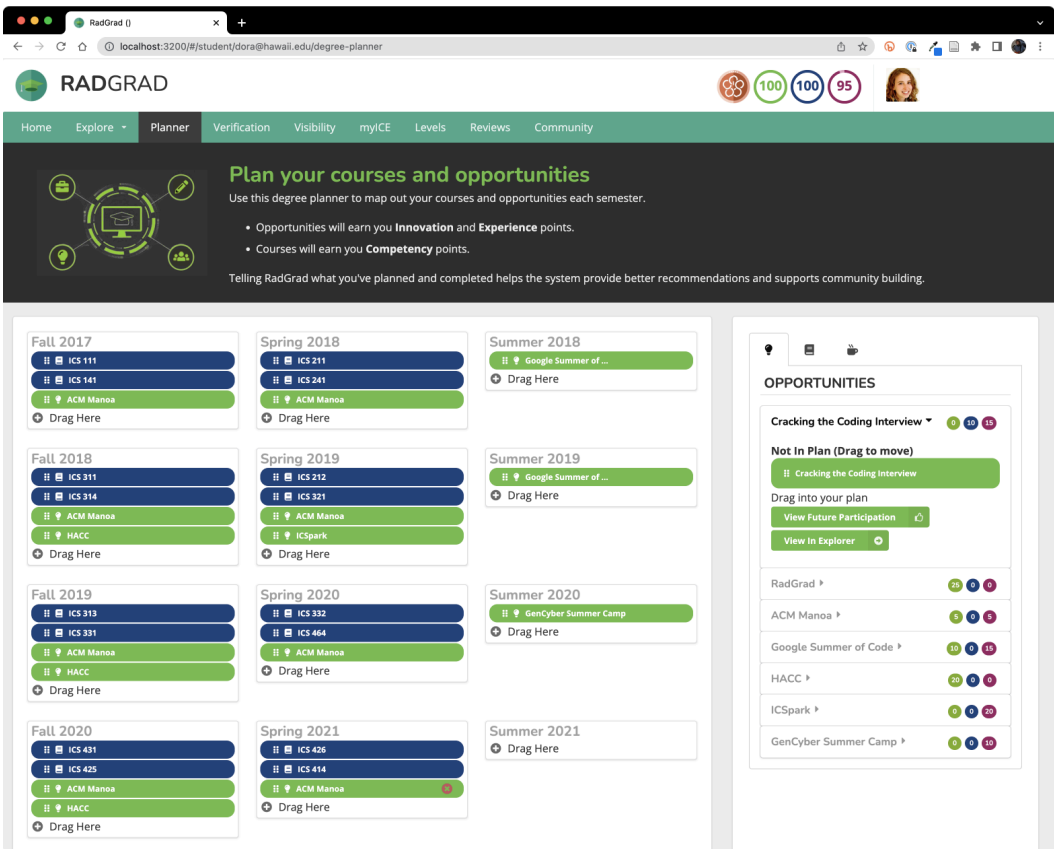 RadGrad ()
localhost:3200/#/student/dora@hawaii.edu/degree-planner
RADGRAD
100
100
95
Home Explore Planner Verification Visibility myICE Levels Reviews Community
Plan your courses and opportunities
Use this degree planner to map out your courses and opportunities each semester.
• Opportunities will earn you Innovation and Experience points.
• Courses will earn you Competency points.
Telling RadGrad what you've planned and completed helps the system provide better recommendations and supports community building.
Fall 2017
ICS 111
ICS 141
ACM Manoa
Drag Here
Spring 2018
ICS 211
ICS 241
ACM Manoa
Drag Here
Summer 2018
Google Summer of ...
Drag Here
Fall 2018
ICS 311
ICS 314
ACM Manoa
HACC
Drag Here
Spring 2019
ICS 212
ICS 321
ACM Manoa
ICSpark
Drag Here
Summer 2019
Google Summer of ...
Drag Here
Fall 2019
ICS 313
ICS 331
ACM Manoa
HACC
Drag Here
Spring 2020
ICS 332
ICS 464
ACM Manoa
Drag Here
Summer 2020
GenCyber Summer Camp
Drag Here
Fall 2020
ICS 431
ICS 425
ACM Manoa
HACC
Drag Here
Spring 2021
ICS 426
ICS 414
ACM Manoa
Drag Here
Summer 2021
Drag Here
OPPORTUNITIES
Cracking the Coding Interview 0 10 15
Not In Plan (Drag to move)
Cracking the Coding Interview
Drag into your plan
View Future Participation
View In Explorer
RadGrad 25 0 0
ACM Manoa 5 0 5
Google Summer of Code 10 0 15
HACC 20 0 0
ICSpark 0 0 20
GenCyber Summer Camp 0 0 10